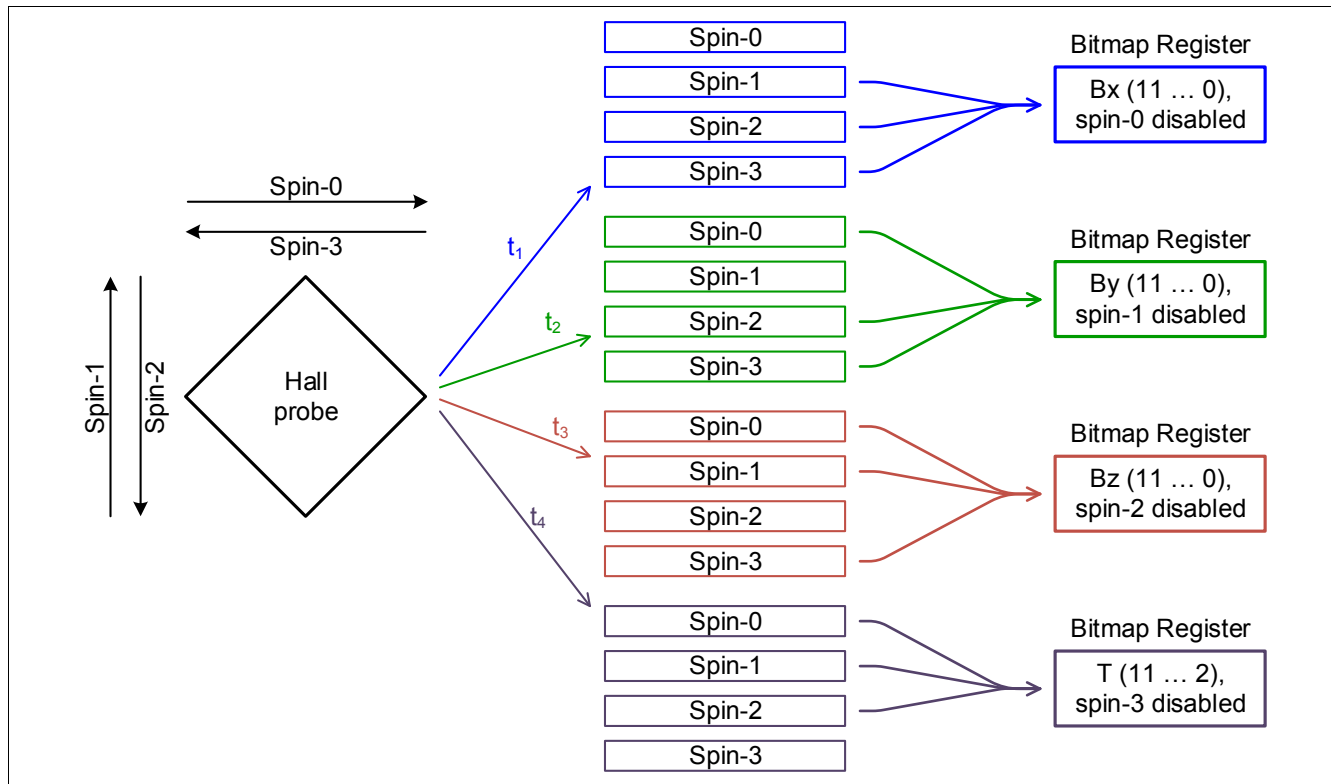 Spin-0
Spin-3
Spin-1
Spin-2
Hall
probe
t1
t2
t3
t4
Spin-0
Spin-1
Spin-2
Spin-3
Spin-0
Spin-1
Spin-2
Spin-3
Spin-0
Spin-1
Spin-2
Spin-3
Spin-0
Spin-1
Spin-2
Spin-3
Bitmap Register
Bx (11 … 0),
spin-0 disabled
Bitmap Register
By (11 … 0),
spin-1 disabled
Bitmap Register
Bz (11 … 0),
spin-2 disabled
Bitmap Register
T (11 … 2),
spin-3 disabled